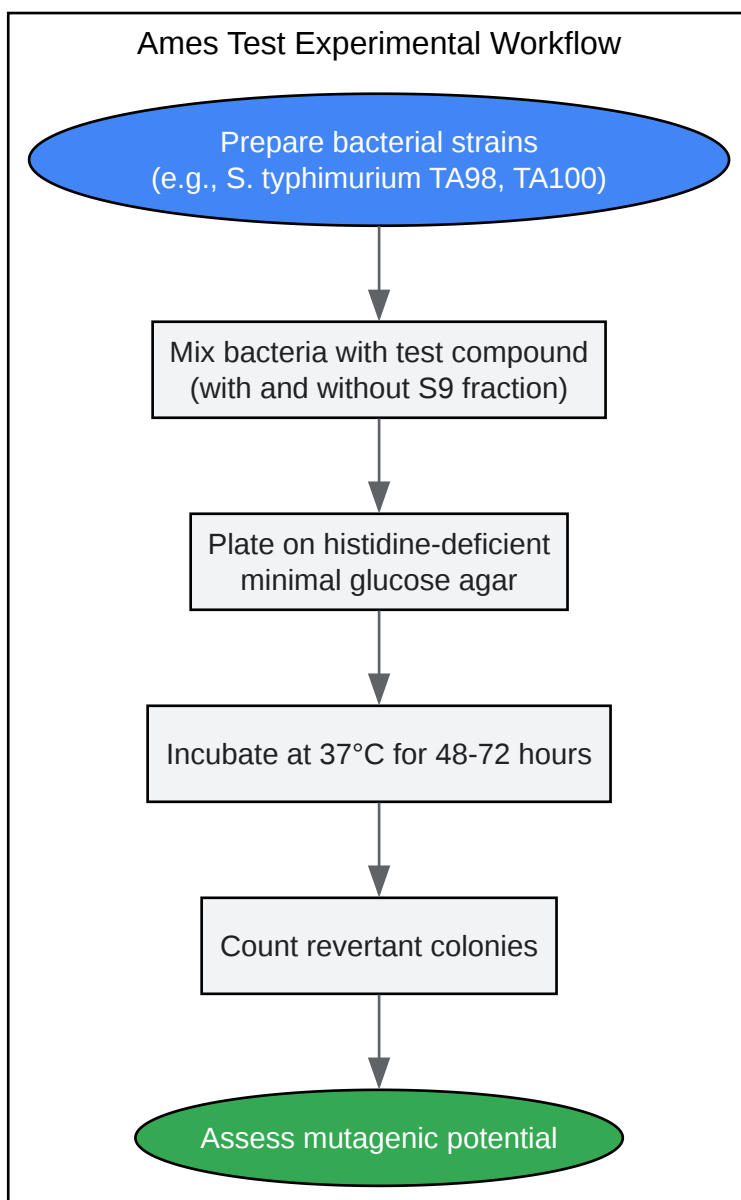 Ames Test Experimental Workflow
Prepare bacterial strains
(e.g., S. typhimurium TA98, TA100)
Mix bacteria with test compound
(with and without S9 fraction)
Plate on histidine-deficient
minimal glucose agar
Incubate at 37°C for 48-72 hours
Count revertant colonies
Assess mutagenic potential